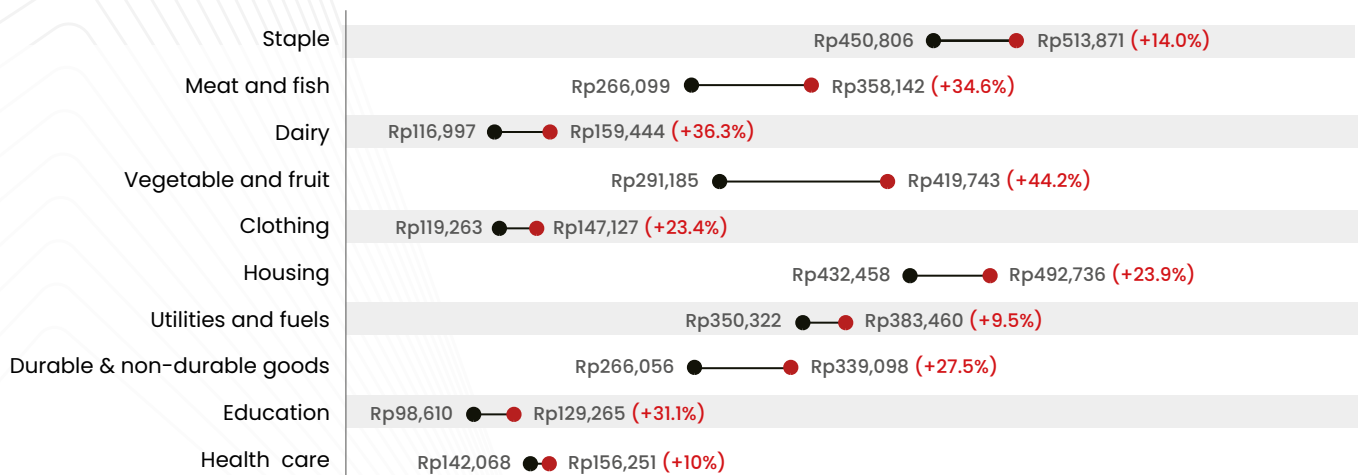 Staple Rp450,806 Rp513,871 (+14.0%)
Meat and fish Rp266,099 Rp358,142 (+34.6%)
Dairy Rp116,997 Rp159,444 (+36.3%)
Vegetable and fruit Rp291,185 Rp419,743 (+44.2%)
Clothing Rp119,263 Rp147,127 (+23.4%)
Housing Rp432,458 Rp492,736 (+23.9%)
Utilities and fuels Rp350,322 Rp383,460 (+9.5%)
Durable & non-durable goods Rp266,056 Rp339,098 (+27.5%)
Education Rp98,610 Rp129,265 (+31.1%)
Health care Rp142,068 Rp156,251 (+10%)